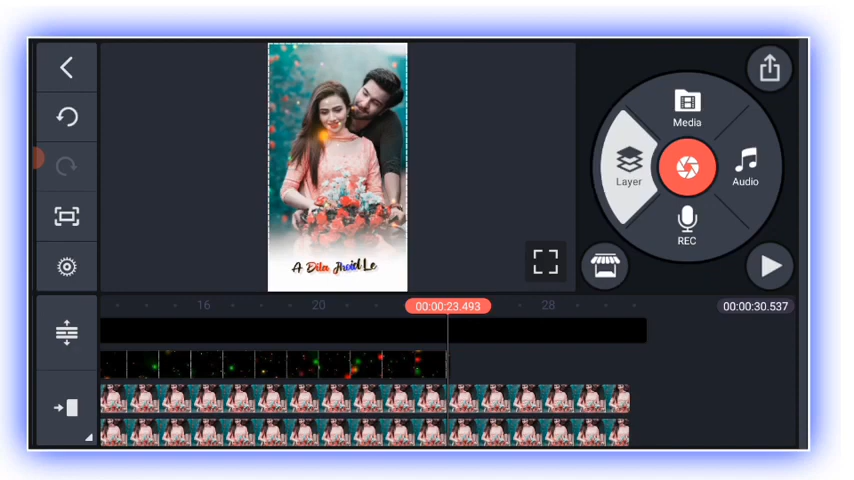 Media
Layer
Audio
REC
A Dila Jhoid Le
16
20
00:00:23.493
28
00:00:30.537